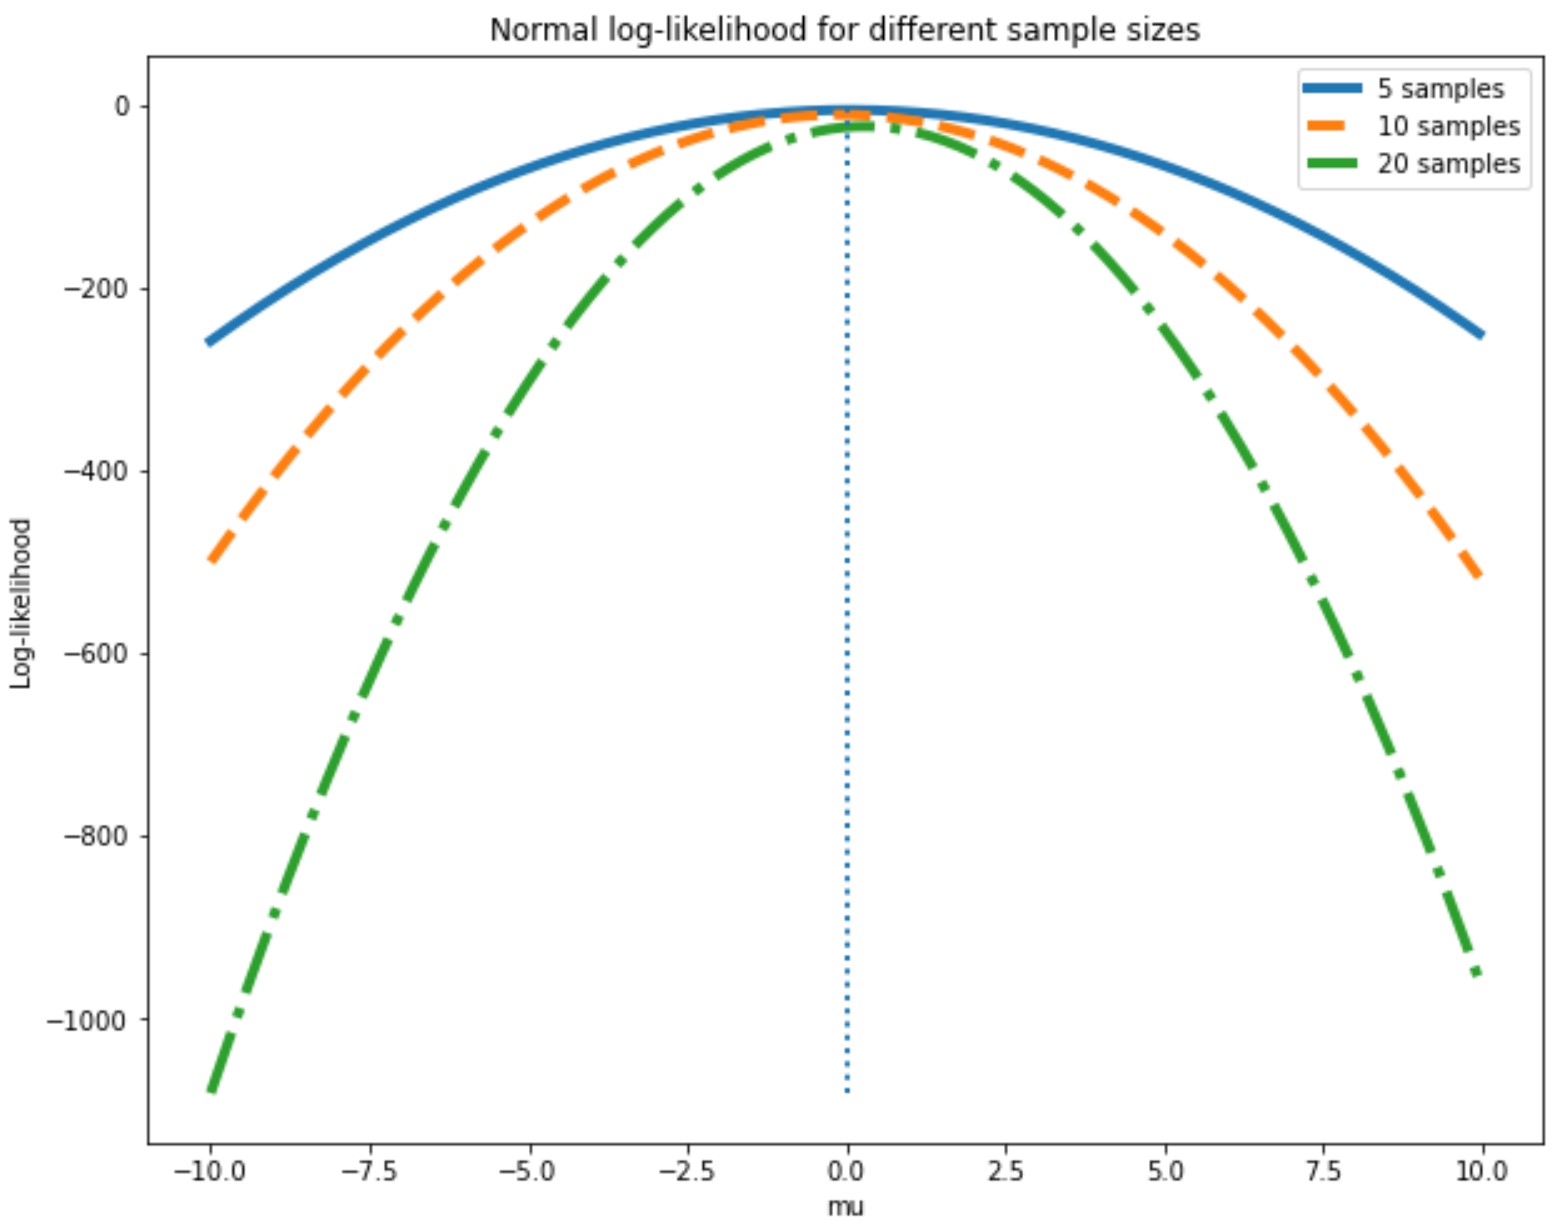 Normal log-likelihood for different sample sizes
5 samples
10 samples
20 samples
0
−200
−400
−600
−800
−1000
Log-likelihood
−10.0 −7.5 −5.0 −2.5 0.0 2.5 5.0 7.5 10.0
mu